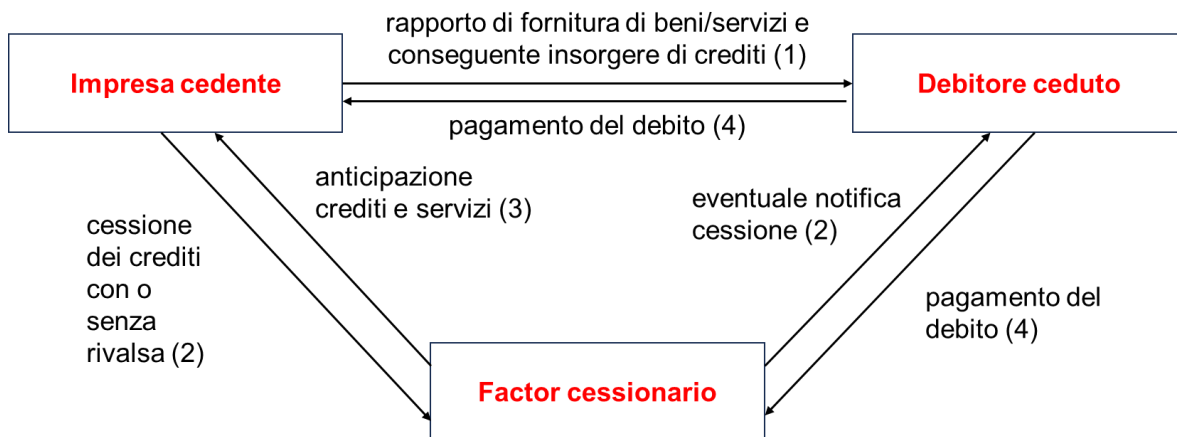 rapporto di fornitura di beni/servizi e
conseguente insorgere di crediti (1)
Impresa cedente
Debitore ceduto
pagamento del debito (4)
anticipazione
crediti e servizi (3)
eventuale notifica
cessione (2)
cessione
dei crediti
con o
senza
rivalsa (2)
pagamento del
debito (4)
Factor cessionario